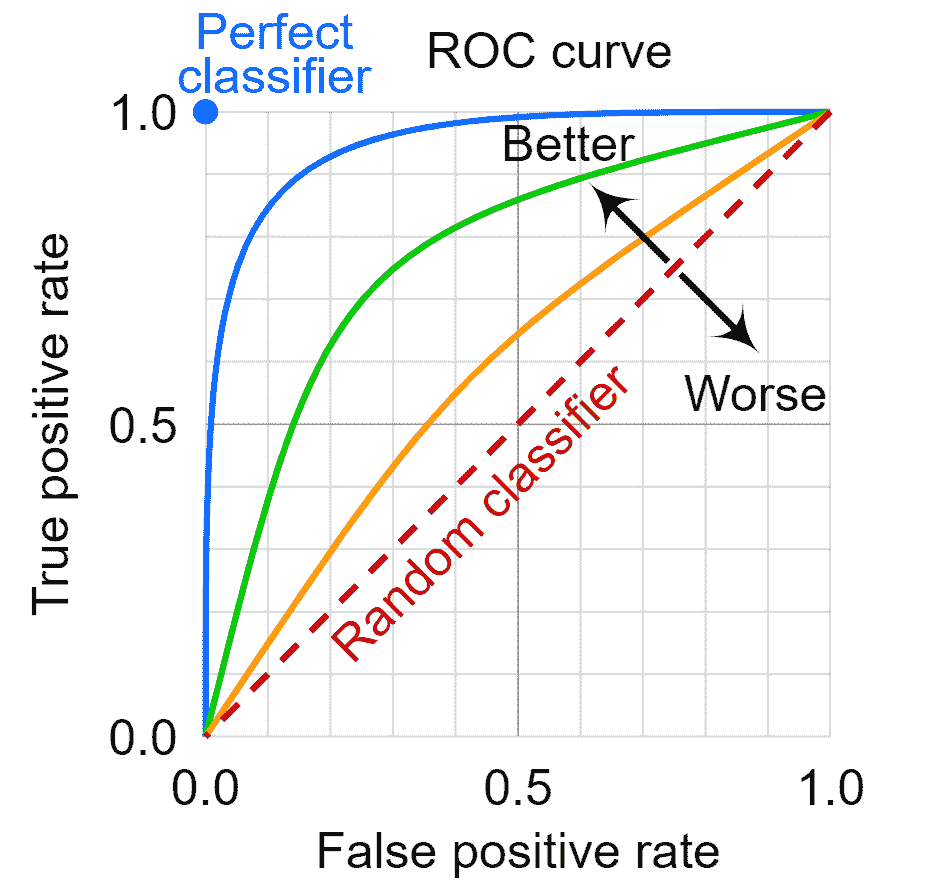 Perfect
classifier
ROC curve
1.0
Better
True positive rate
0.5
Worse
Random classifier
0.0
0.0
0.5
1.0
False positive rate